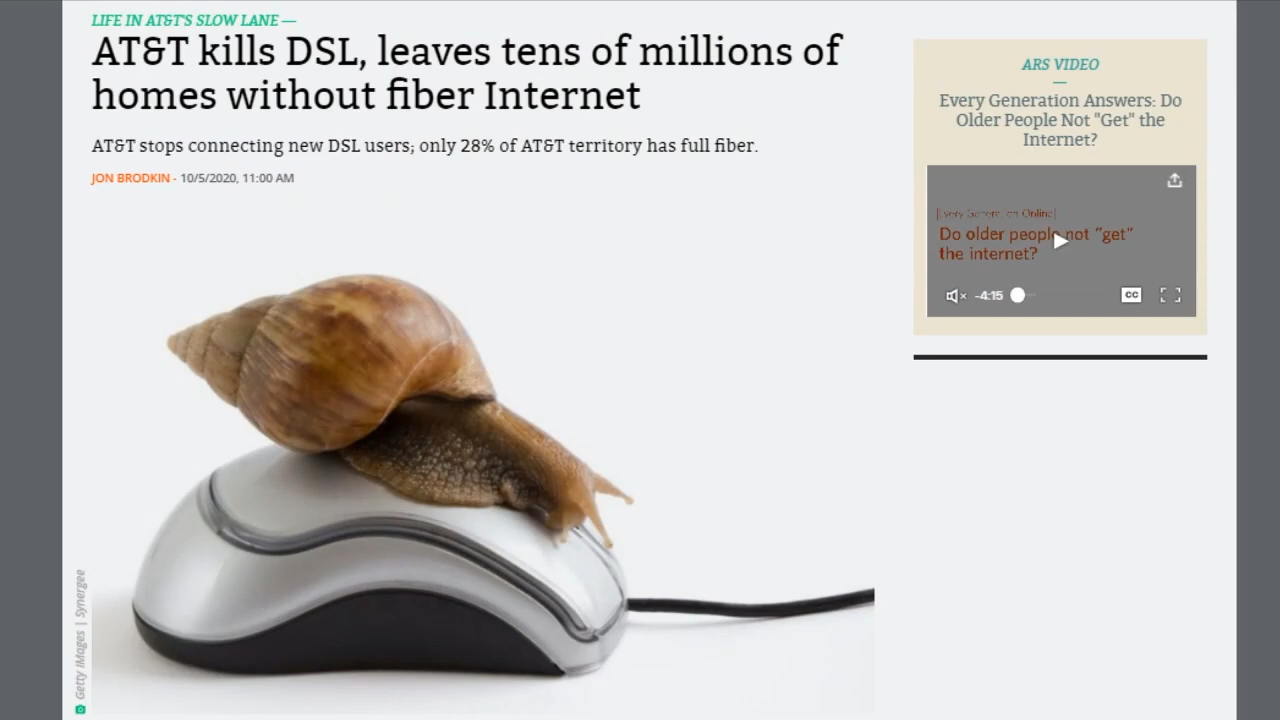 LIFE IN AT&T'S SLOW LANE —
AT&T kills DSL, leaves tens of millions of
homes without fiber Internet
AT&T stops connecting new DSL users; only 28% of AT&T territory has full fiber.
JON BRODKIN - 10/5/2020, 11:00 AM
Getty Images | Synergee
ARS VIDEO
—
Every Generation Answers: Do
Older People Not "Get" the
Internet?
[Every Generation Online]
Do older people not "get"
the internet?
-4:15
CC